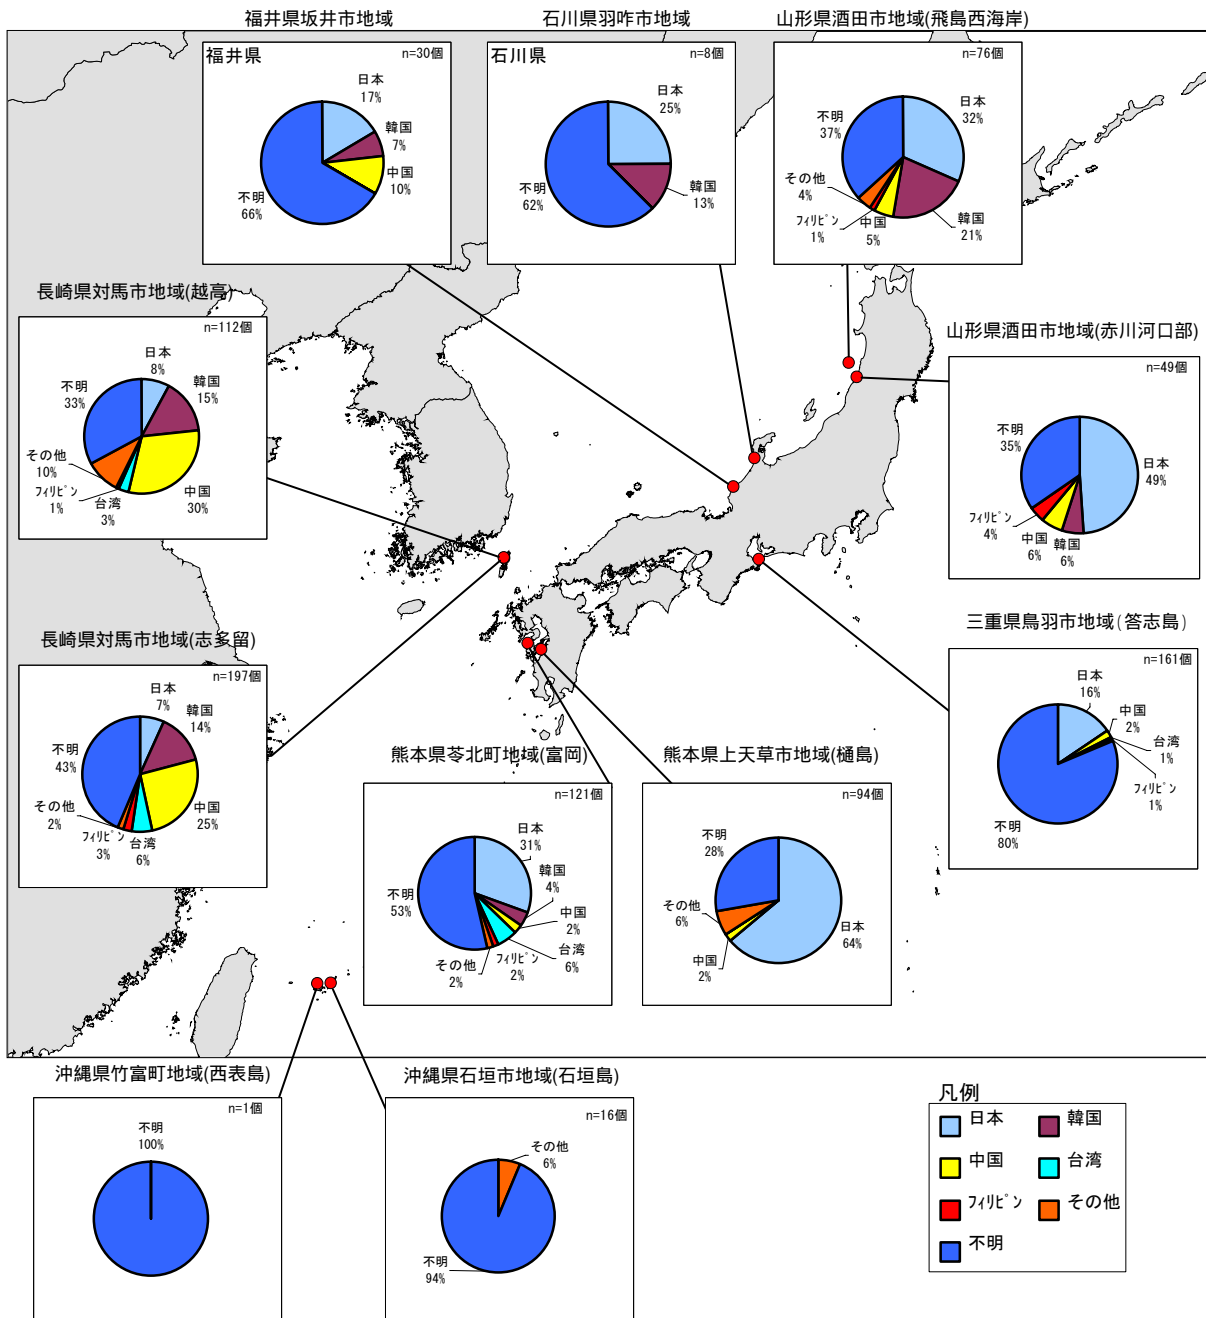 福井県坂井市地域
石川県羽咋市地域
山形県酒田市地域(飛島西海岸)
福井県
n=30個
日本
17%
韓国
7%
中国
10%
不明
66%
石川県
n=8個
日本
25%
韓国
13%
不明
62%
n=76個
日本
32%
不明
37%
その他
4%
フィリピン
1%
中国
5%
韓国
21%
長崎県対馬市地域(越高)
n=112個
日本
8%
韓国
15%
不明
33%
その他
10%
フィリピン
1%
台湾
3%
中国
30%
山形県酒田市地域(赤川河口部)
n=49個
不明
35%
日本
49%
フィリピン
4%
中国
6%
韓国
6%
長崎県対馬市地域(志多留)
n=197個
日本
7%
韓国
14%
不明
43%
その他
2%
フィリピン
3%
台湾
6%
中国
25%
三重県鳥羽市地域(答志島)
n=161個
日本
16%
中国
2%
台湾
1%
フィリピン
1%
不明
80%
熊本県苓北町地域(富岡)
n=121個
日本
31%
韓国
4%
中国
2%
台湾
6%
フィリピン
2%
その他
2%
不明
53%
熊本県上天草市地域(樋島)
n=94個
不明
28%
その他
6%
中国
2%
日本
64%
沖縄県竹富町地域(西表島)
n=1個
不明
100%
沖縄県石垣市地域(石垣島)
n=16個
その他
6%
不明
94%
凡例
日本
韓国
中国
台湾
フィリピン
その他
不明